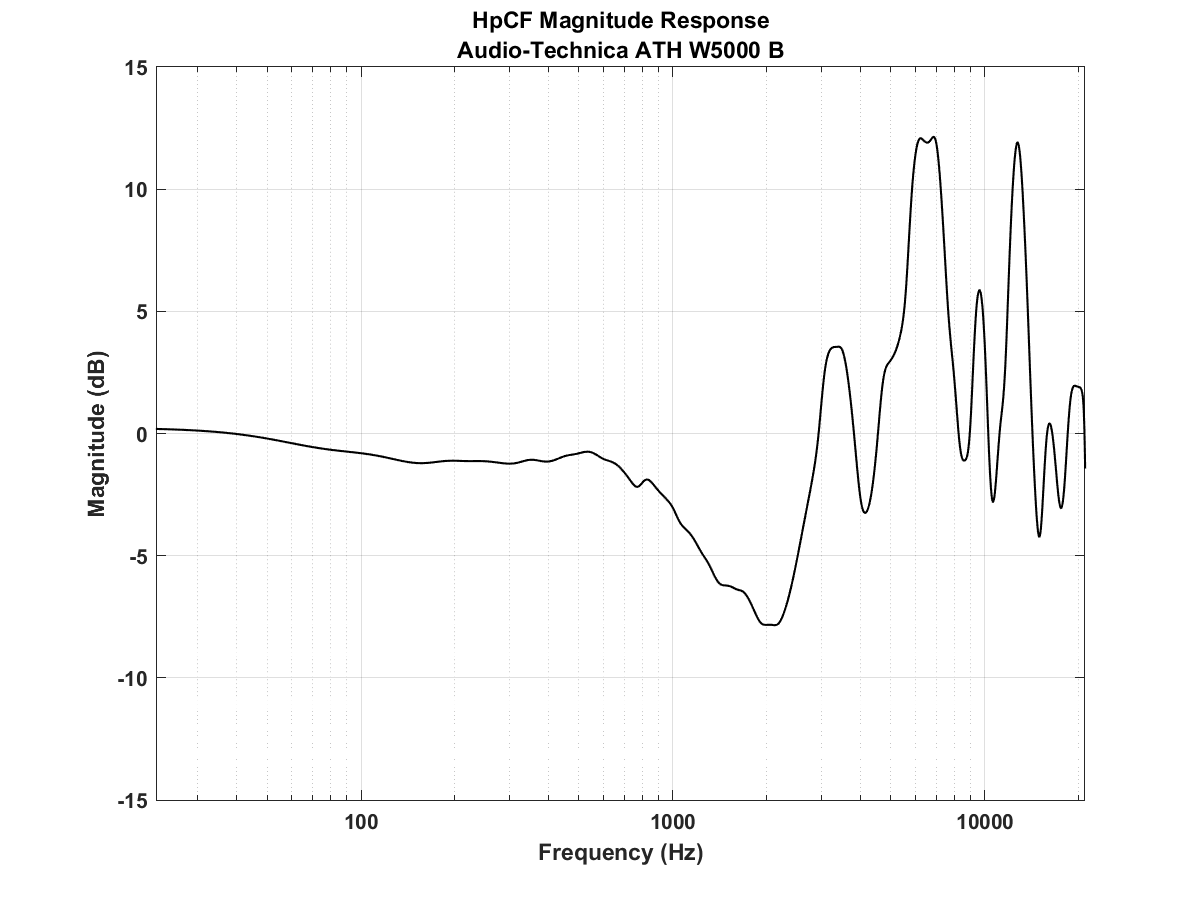 HpCF Magnitude Response
Audio-Technica ATH W5000 B
15
10
5
0
-5
-10
-15
Magnitude (dB)
100
1000
10000
Frequency (Hz)